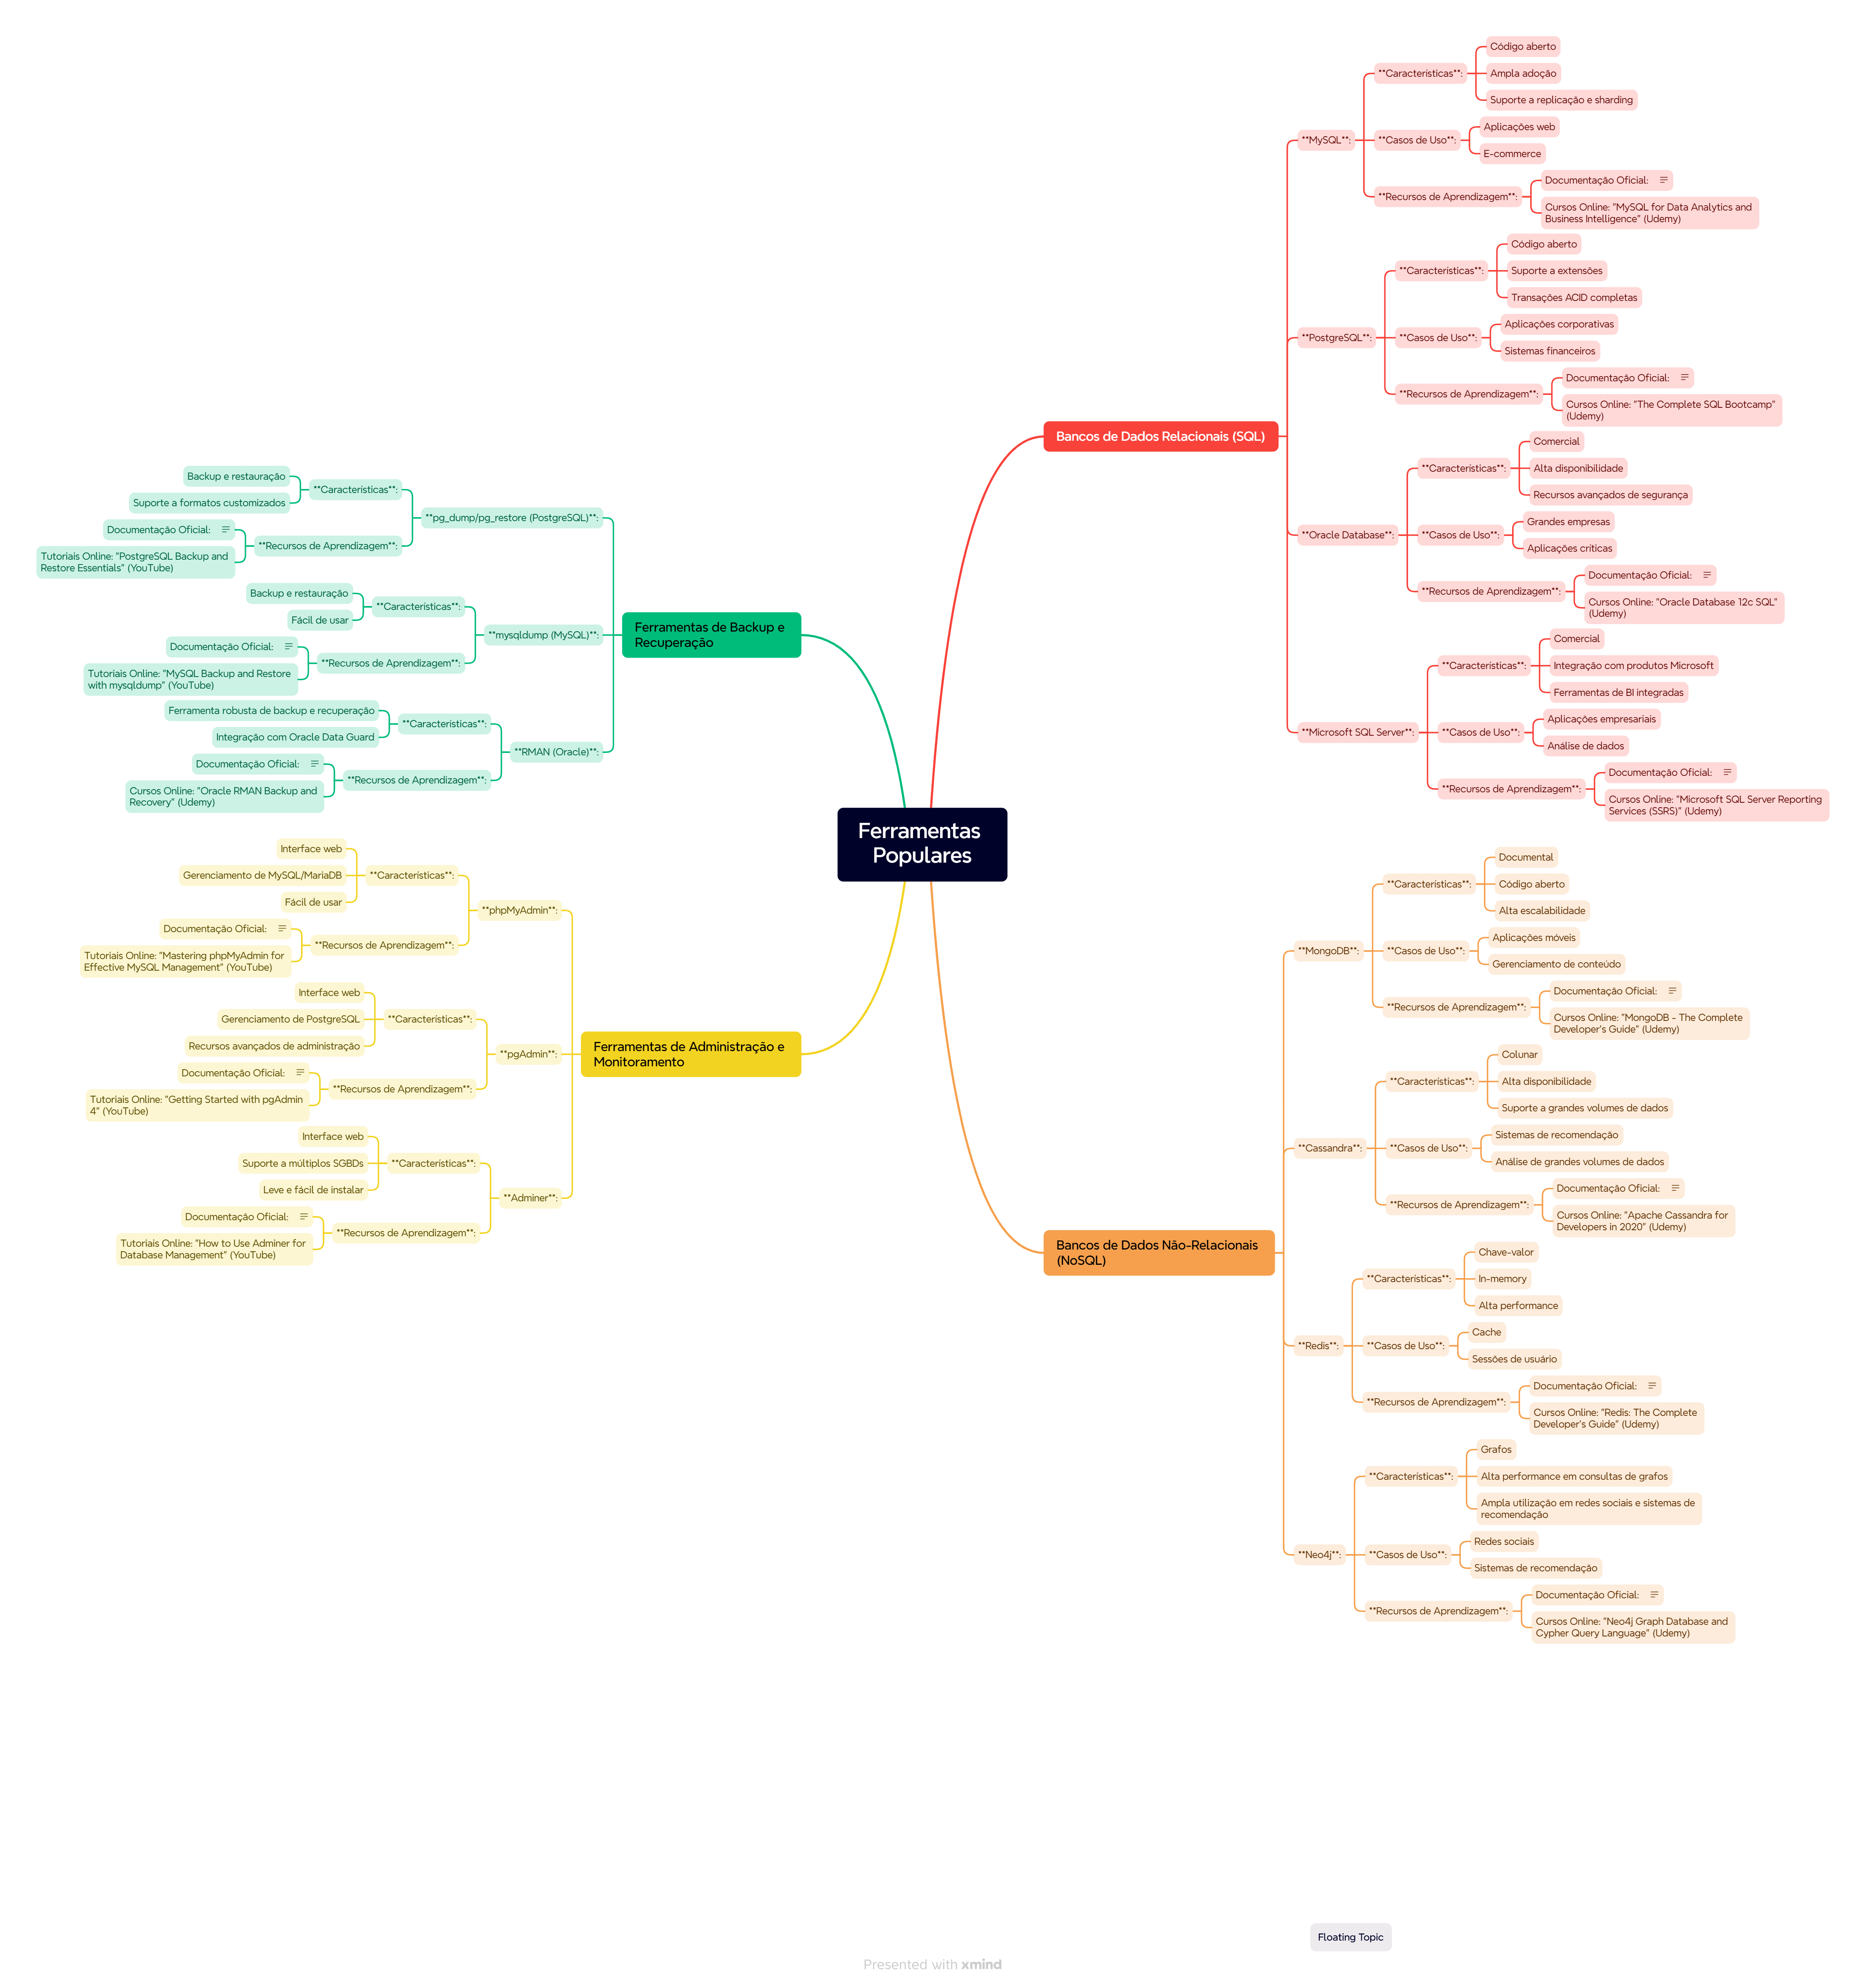 Ferramentas
Populares
Bancos de Dados Relacionais (SQL)
**MySQL**:
**Características**:
Código aberto
Ampla adoção
Suporte a replicação e sharding
**Casos de Uso**:
Aplicações web
E-commerce
**Recursos de Aprendizagem**:
Documentação Oficial:
Cursos Online: "MySQL for Data Analytics and
Business Intelligence" (Udemy)
**PostgreSQL**:
**Características**:
Código aberto
Suporte a extensões
Transações ACID completas
**Casos de Uso**:
Aplicações corporativas
Sistemas financeiros
**Recursos de Aprendizagem**:
Documentação Oficial:
Cursos Online: "The Complete SQL Bootcamp"
(Udemy)
**Oracle Database**:
**Características**:
Comercial
Alta disponibilidade
Recursos avançados de segurança
**Casos de Uso**:
Grandes empresas
Aplicações críticas
**Recursos de Aprendizagem**:
Documentação Oficial:
Cursos Online: "Oracle Database 12c SQL"
(Udemy)
**Microsoft SQL Server**:
**Características**:
Comercial
Integração com produtos Microsoft
Ferramentas de BI integradas
**Casos de Uso**:
Aplicações empresariais
Análise de dados
**Recursos de Aprendizagem**:
Documentação Oficial:
Cursos Online: "Microsoft SQL Server Reporting
Services (SSRS)" (Udemy)
Bancos de Dados Não-Relacionais
(NoSQL)
**MongoDB**:
**Características**:
Documental
Código aberto
Alta escalabilidade
**Casos de Uso**:
Aplicações móveis
Gerenciamento de conteúdo
**Recursos de Aprendizagem**:
Documentação Oficial:
Cursos Online: "MongoDB - The Complete
Developer's Guide" (Udemy)
**Cassandra**:
**Características**:
Colunar
Alta disponibilidade
Suporte a grandes volumes de dados
**Casos de Uso**:
Sistemas de recomendação
Análise de grandes volumes de dados
**Recursos de Aprendizagem**:
Documentação Oficial:
Cursos Online: "Apache Cassandra for
Developers in 2020" (Udemy)
**Redis**:
**Características**:
Chave-valor
In-memory
Alta performance
**Casos de Uso**:
Cache
Sessões de usuário
**Recursos de Aprendizagem**:
Documentação Oficial:
Cursos Online: "Redis: The Complete
Developer's Guide" (Udemy)
**Neo4j**:
**Características**:
Grafos
Alta performance em consultas de grafos
Ampla utilização em redes sociais e sistemas de
recomendação
**Casos de Uso**:
Redes sociais
Sistemas de recomendação
**Recursos de Aprendizagem**:
Documentação Oficial:
Cursos Online: "Neo4j Graph Database and
Cypher Query Language" (Udemy)
Ferramentas de Backup e
Recuperação
**pg_dump/pg_restore (PostgreSQL)**:
**Características**:
Backup e restauração
Suporte a formatos customizados
**Recursos de Aprendizagem**:
Documentação Oficial:
Tutoriais Online: "PostgreSQL Backup and
Restore Essentials" (YouTube)
**mysqldump (MySQL)**:
**Características**:
Backup e restauração
Fácil de usar
**Recursos de Aprendizagem**:
Documentação Oficial:
Tutoriais Online: "MySQL Backup and Restore
with mysqldump" (YouTube)
**RMAN (Oracle)**:
**Características**:
Ferramenta robusta de backup e recuperação
Integração com Oracle Data Guard
**Recursos de Aprendizagem**:
Documentação Oficial:
Cursos Online: "Oracle RMAN Backup and
Recovery" (Udemy)
Ferramentas de Administração e
Monitoramento
**phpMyAdmin**:
**Características**:
Interface web
Gerenciamento de MySQL/MariaDB
Fácil de usar
**Recursos de Aprendizagem**:
Documentação Oficial:
Tutoriais Online: "Mastering phpMyAdmin for
Effective MySQL Management" (YouTube)
**pgAdmin**:
**Características**:
Interface web
Gerenciamento de PostgreSQL
Recursos avançados de administração
**Recursos de Aprendizagem**:
Documentação Oficial:
Tutoriais Online: "Getting Started with pgAdmin
4" (YouTube)
**Adminer**:
**Características**:
Interface web
Suporte a múltiplos SGBDs
Leve e fácil de instalar
**Recursos de Aprendizagem**:
Documentação Oficial:
Tutoriais Online: "How to Use Adminer for
Database Management" (YouTube)
Floating Topic
Presented with xmind